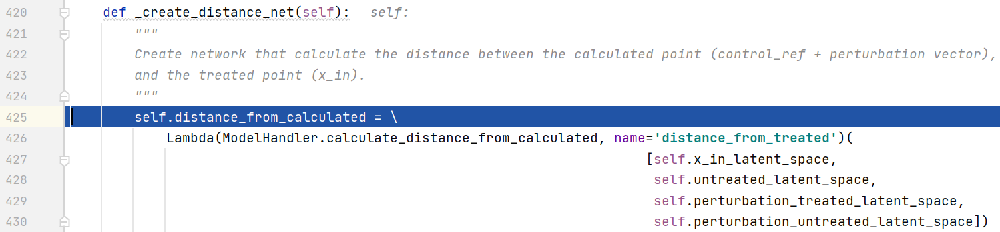 420 def _create_distance_net(self): self:
421 """
422 Create network that calculate the distance between the calculated point (control_ref + perturbation vector),
423 and the treated point (x_in).
424 """
425 self.distance_from_calculated = \
426 Lambda(ModelHandler.calculate_distance_from_calculated, name='distance_from_treated')(
427 [self.x_in_latent_space,
428 self.untreated_latent_space,
429 self.perturbation_treated_latent_space,
430 self.perturbation_untreated_latent_space])